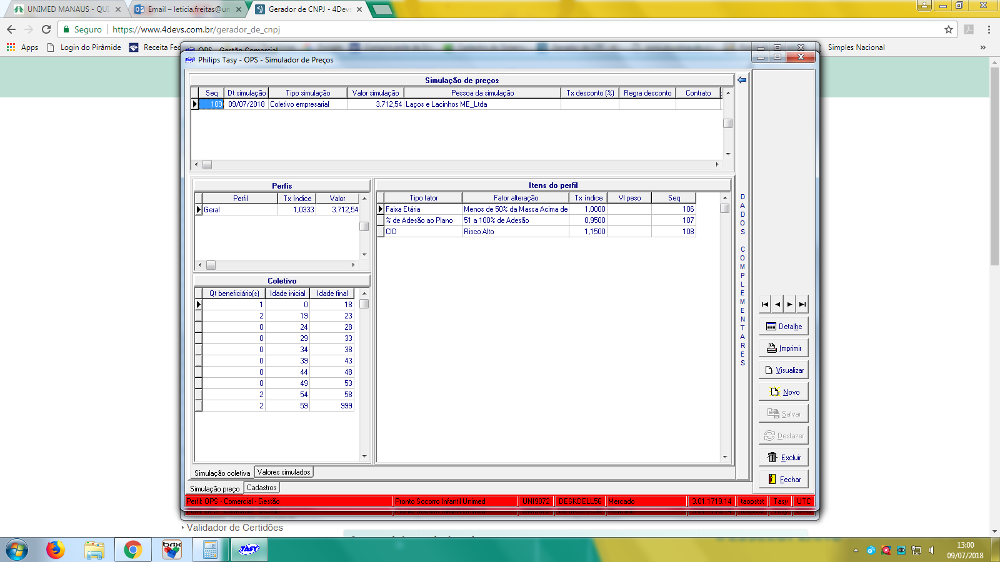 UNIMED MANAUS - QUI
Email – leticia.freitas@un
Gerador de CNPJ - 4Devs
Seguro
https://www.4devs.com.br/gerador_de_cnpj
Apps
Login do Pirâmide
Receita Fed
Simples Nacional
OPS - Gestão Comercial
Philips Tasy - OPS - Simulador de Preços
Simulação de preços
Seq Dt simulação Tipo simulação Valor simulação Pessoa da simulação Tx desconto (%) Regra desconto Contrato
109 09/07/2018 Coletivo empresarial 3.712,54 Laços e Lacinhos ME_Ltda
Perfis
Perfil Tx índice Valor
Geral 1,0333 3.712,54
Itens do perfil
Tipo fator Fator alteração Tx índice Vl peso Seq
Faixa Etária Menos de 50% da Massa Acima de 1,0000 106
% de Adesão ao Plano 51 a 100% de Adesão 0,9500 107
CID Risco Alto 1,1500 108
Coletivo
Qt beneficiário(s) Idade inicial Idade final
1 0 18
2 19 23
0 24 28
0 29 33
0 34 38
0 39 43
0 44 48
0 49 53
2 54 58
2 59 999
DADOS COMPLEMENTARES
Detalhe
Imprimir
Visualizar
Novo
Salvar
Desfazer
Excluir
Fechar
Simulação coletiva
Valores simulados
Simulação preço
Cadastros
Perfil: OPS - Comercial - Gestão Pronto Socorro Infantil Unimed UNI9072 DESKDELL56 Mercado 3.01.1719.14 taopstst Tasy UTC
Validador de Certidões
brix
TASY
13:00
09/07/2018